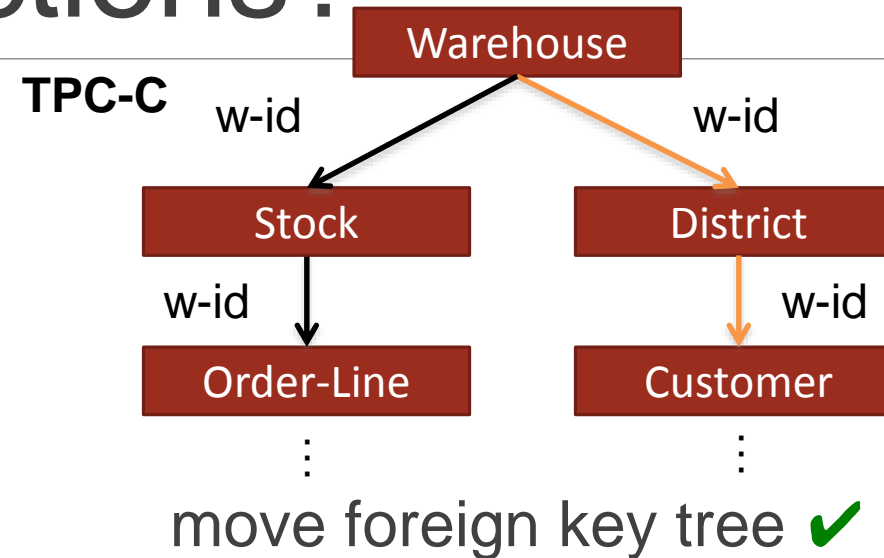 Warehouse
TPC-C
w-id w-id
Stock District
w-id w-id
Order-Line Customer
⋮ ⋮
move foreign key tree ✔